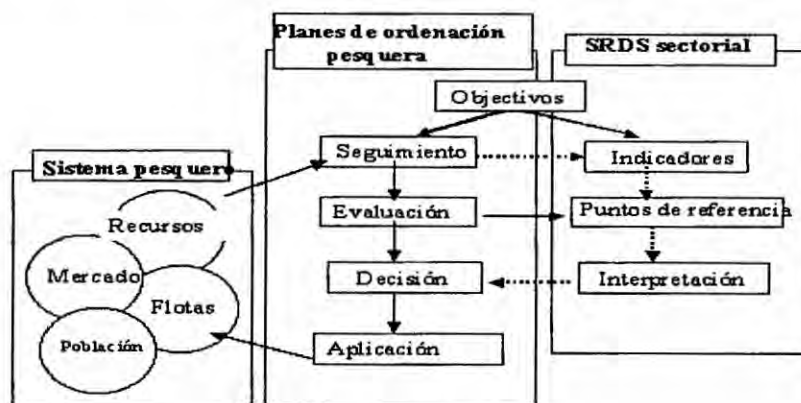 Planes de ordenación
pesquera
SRDS sectorial
Objectivos
Sistema pesquero
Seguimiento
Indicadores
Recursos
Evaluación
Puntos de referencia
Mercado
Flotas
Decisión
Interpretación
Población
Aplicación